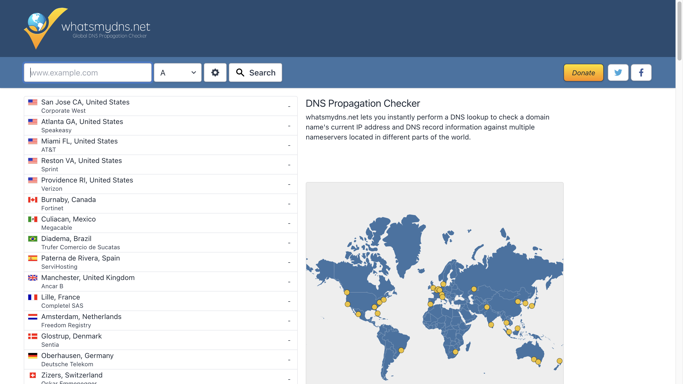 whatsmydns.net
Global DNS Propagation Checker
www.example.com
A
Search
Donate
San Jose CA, United States
Corporate West
-
Atlanta GA, United States
Speakeasy
-
Miami FL, United States
AT&T
-
Reston VA, United States
Sprint
-
Providence RI, United States
Verizon
-
Burnaby, Canada
Fortinet
-
Culiacan, Mexico
Megacable
-
Diadema, Brazil
Trufer Comercio de Sucatas
-
Paterna de Rivera, Spain
ServiHosting
-
Manchester, United Kingdom
Ancar B
-
Lille, France
Completel SAS
-
Amsterdam, Netherlands
Freedom Registry
-
Glostrup, Denmark
Sentia
-
Oberhausen, Germany
Deutsche Telekom
-
Zizers, Switzerland
Oskar Emmenegger
-
DNS Propagation Checker
whatsmydns.net lets you instantly perform a DNS lookup to check a domain
name's current IP address and DNS record information against multiple
nameservers located in different parts of the world.